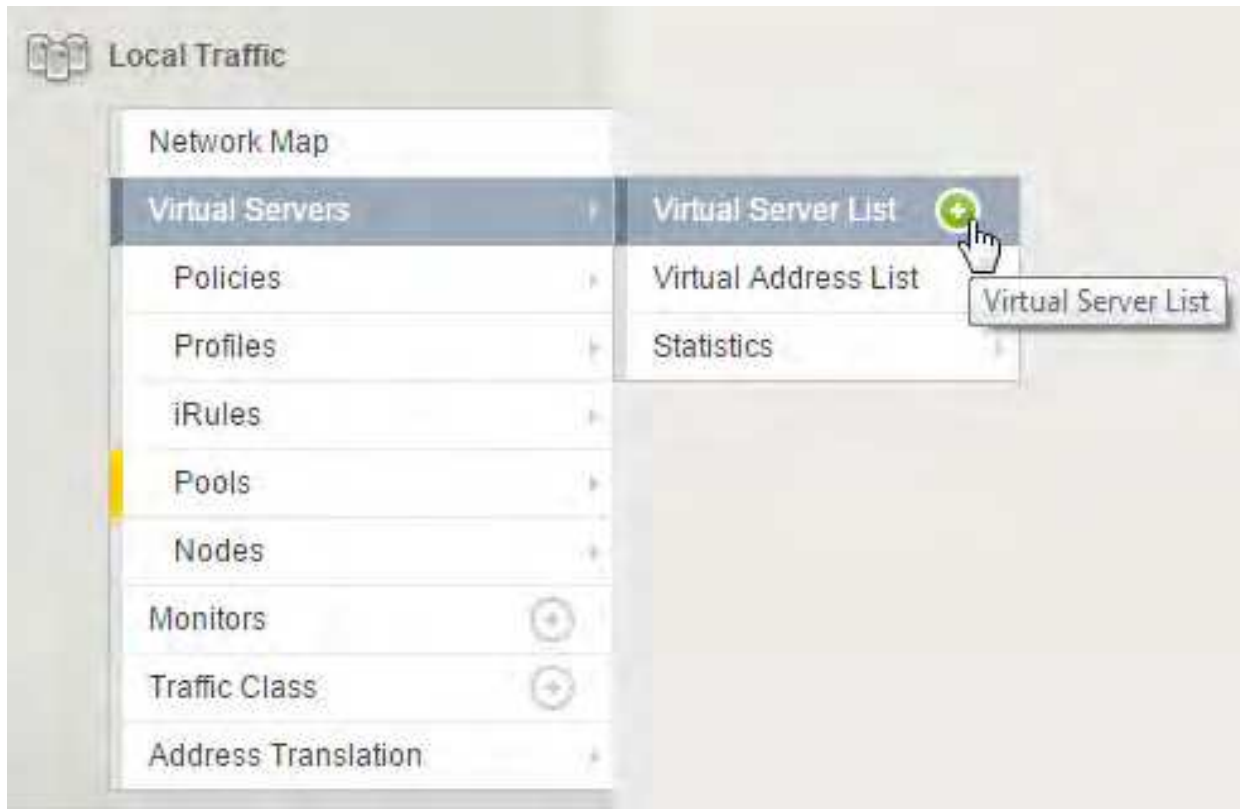 Local Traffic
Network Map
Virtual Servers
Virtual Server List
Policies
Virtual Address List
Virtual Server List
Profiles
Statistics
iRules
Pools
Nodes
Monitors
Traffic Class
Address Translation